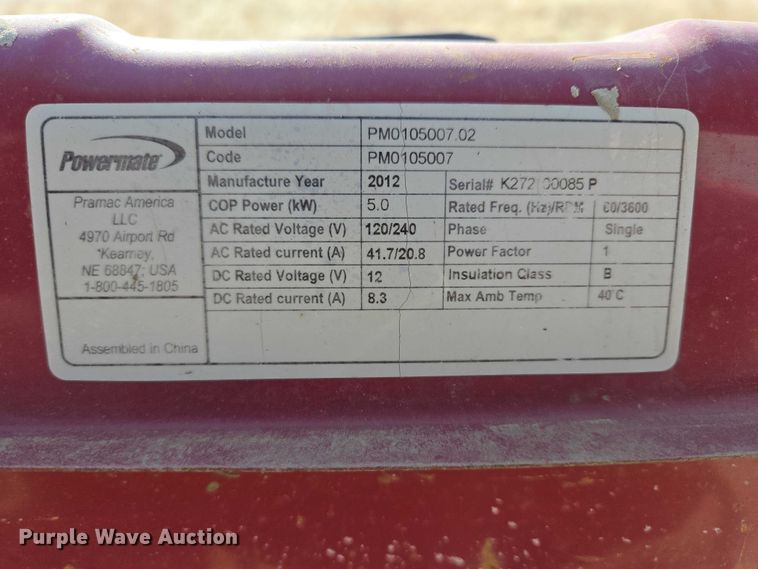 Powermate
Pramac America
LLC
4970 Airport Rd
Kearney,
NE 68847; USA
1-800-445-1805
Assembled in China
Model PM0105007.02
Code PM0105007
Manufacture Year 2012 Serial# P
COP Power (kW) 5.0 Rated Freq. (Hz)/RPM 60/3600
AC Rated Voltage (V) 120/240 Phase Single
AC Rated current (A) 41.7/20.8 Power Factor 1
DC Rated Voltage (V) 12 Insulation Class B
DC Rated current (A) 8.3 Max Amb Temp 40°C
Purple Wave Auction